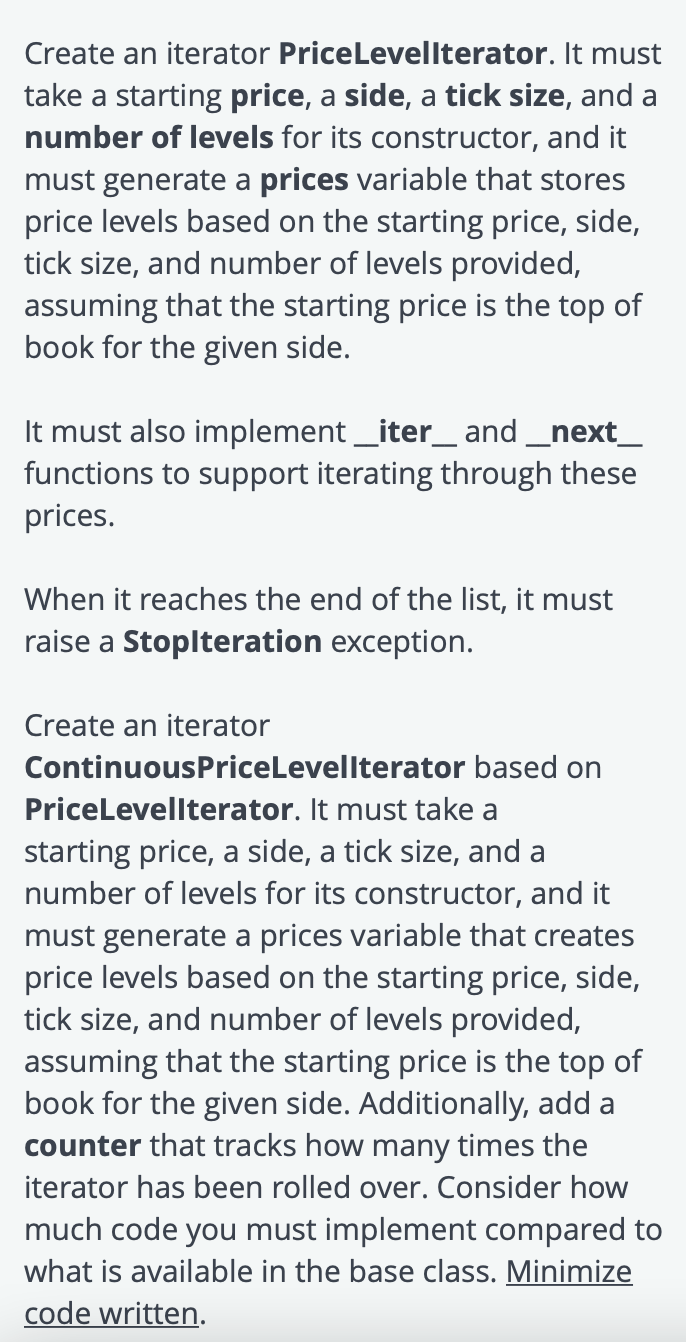 Create an iterator PriceLevelIterator. It must
take a starting price, a side, a tick size, and a
number of levels for its constructor, and it
must generate a prices variable that stores
price levels based on the starting price, side,
tick size, and number of levels provided,
assuming that the starting price is the top of
book for the given side.
It must also implement __iter__ and __next__
functions to support iterating through these
prices.
When it reaches the end of the list, it must
raise a StopIteration exception.
Create an iterator
ContinuousPriceLevelIterator based on
PriceLevelIterator. It must take a
starting price, a side, a tick size, and a
number of levels for its constructor, and it
must generate a prices variable that creates
price levels based on the starting price, side,
tick size, and number of levels provided,
assuming that the starting price is the top of
book for the given side. Additionally, add a
counter that tracks how many times the
iterator has been rolled over. Consider how
much code you must implement compared to
what is available in the base class. Minimize
code written.